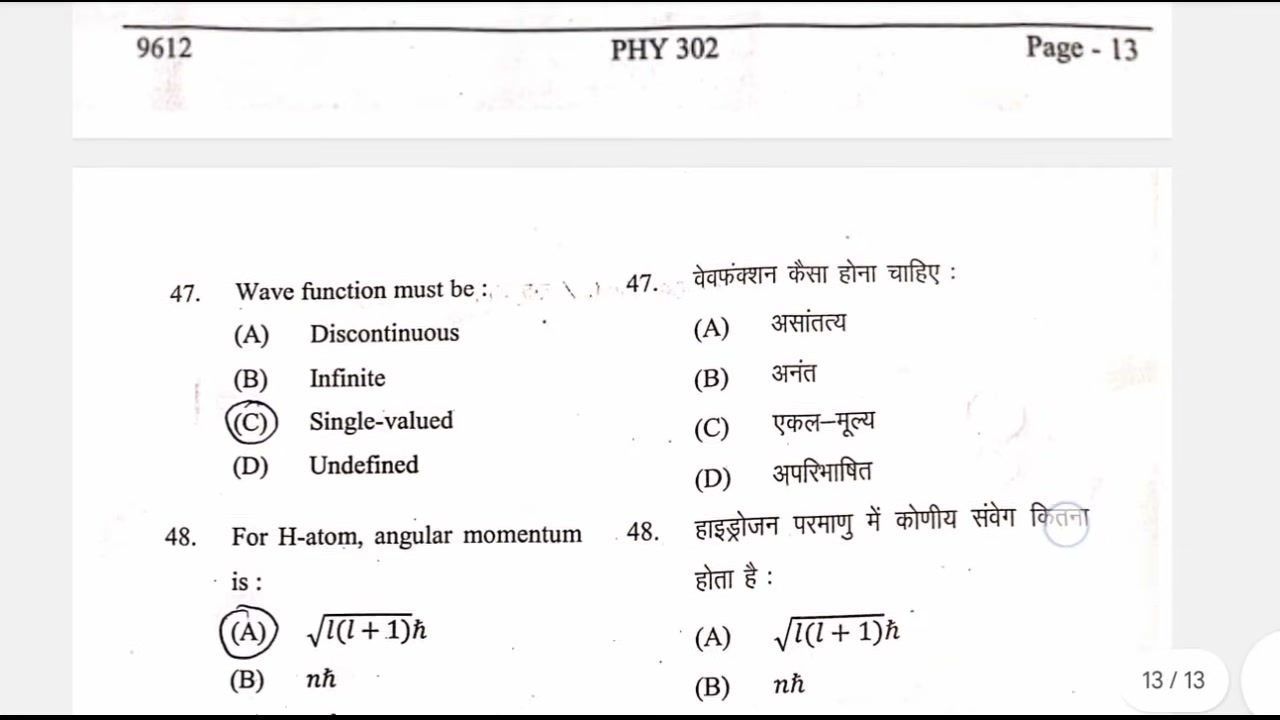 9612 PHY 302 Page - 13
47. Wave function must be :
(A) Discontinuous
(B) Infinite
(C) Single-valued
(D) Undefined
48. For H-atom, angular momentum
is :
(A) √l(l + 1)ħ
(B) nħ
47. वेवफंक्शन कैसा होना चाहिए :
(A) असांतत्य
(B) अनंत
(C) एकल–मूल्य
(D) अपरिभाषित
48. हाइड्रोजन परमाणु में कोणीय संवेग कितना
होता है :
(A) √l(l + 1)ħ
(B) nħ
13 / 13